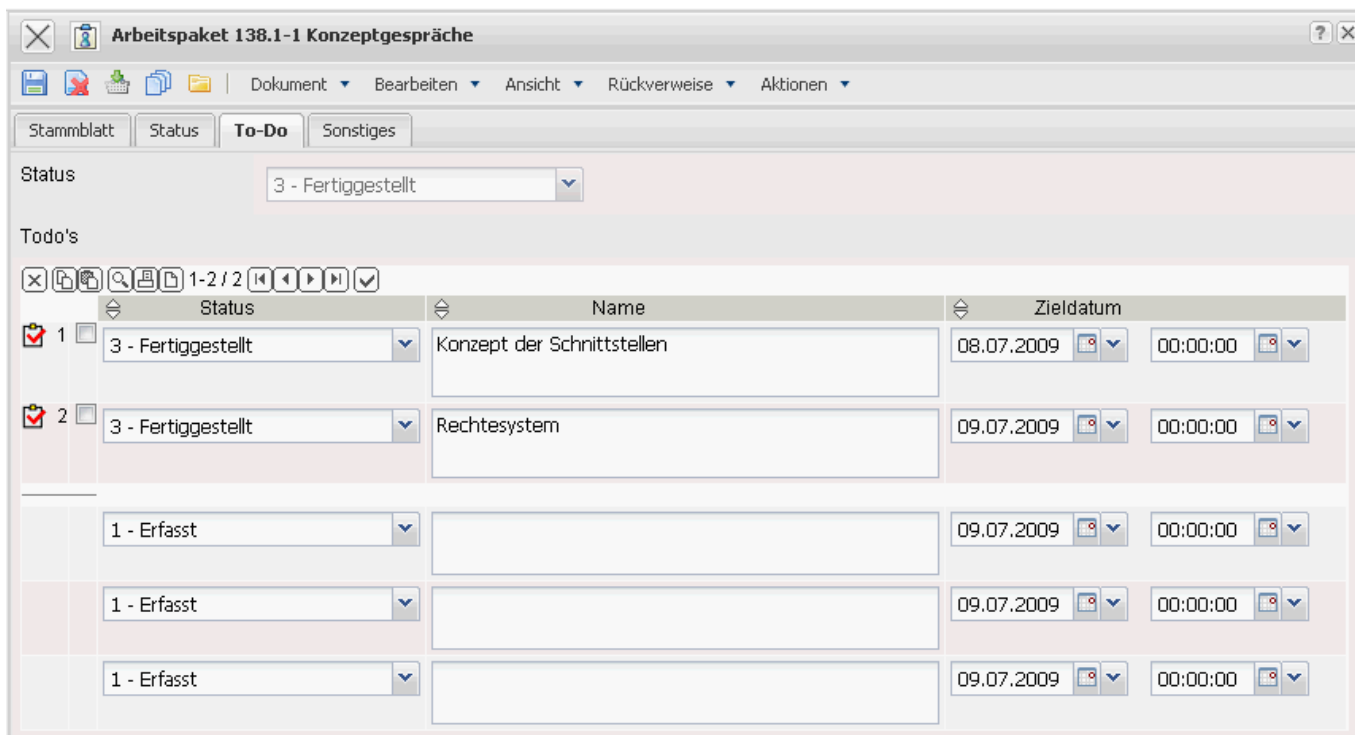 Arbeitspaket 138.1-1 Konzeptgespräche ?
Dokument Bearbeiten Ansicht Rückverweise Aktionen
Stammblatt Status To-Do Sonstiges
Status 3 - Fertiggestellt
Todo's
1-2 / 2
Status Name Zieldatum
1 3 - Fertiggestellt Konzept der Schnittstellen 08.07.2009 00:00:00
2 3 - Fertiggestellt Rechtesystem 09.07.2009 00:00:00
1 - Erfasst 09.07.2009 00:00:00
1 - Erfasst 09.07.2009 00:00:00
1 - Erfasst 09.07.2009 00:00:00